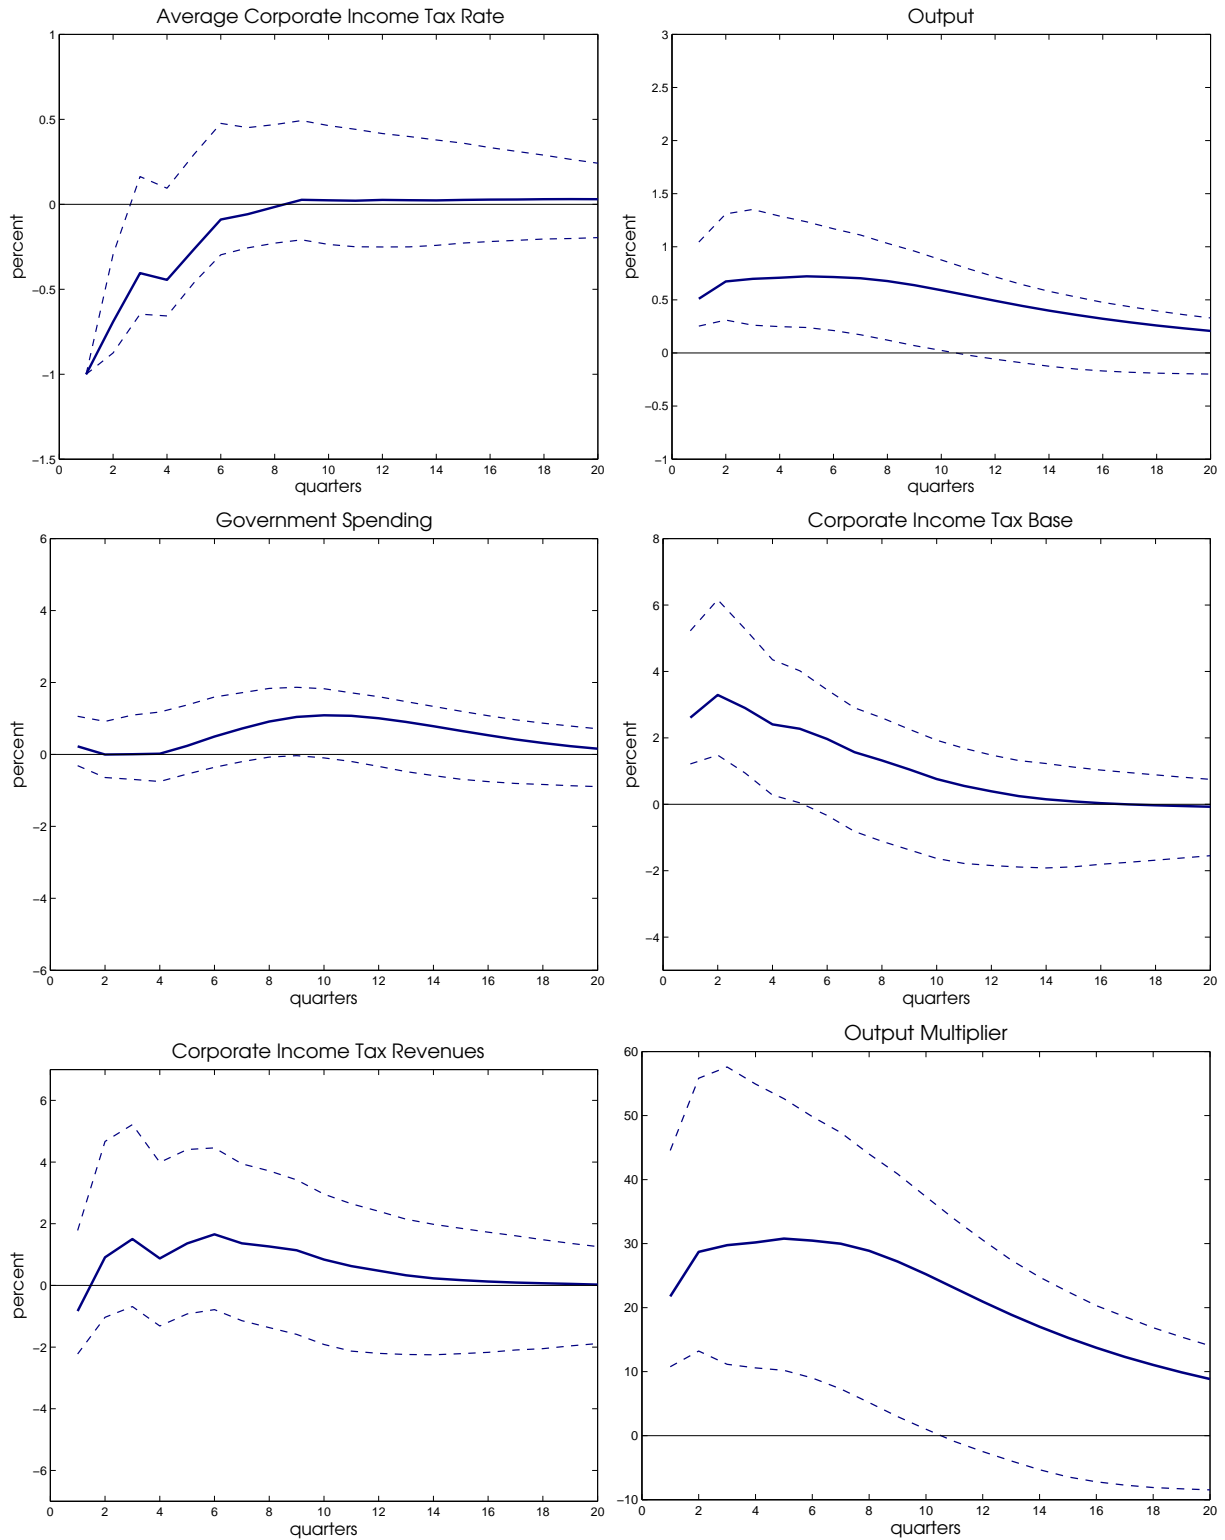 Average Corporate Income Tax Rate
1
0.5
0
−0.5
−1
−1.5
percent
0 2 4 6 8 10 12 14 16 18 20
quarters
Output
3
2.5
2
1.5
1
0.5
0
−0.5
−1
percent
0 2 4 6 8 10 12 14 16 18 20
quarters
Government Spending
6
4
2
0
−2
−4
−6
percent
0 2 4 6 8 10 12 14 16 18 20
quarters
Corporate Income Tax Base
8
6
4
2
0
−2
−4
percent
0 2 4 6 8 10 12 14 16 18 20
quarters
Corporate Income Tax Revenues
6
4
2
0
−2
−4
−6
percent
0 2 4 6 8 10 12 14 16 18 20
quarters
Output Multiplier
60
50
40
30
20
10
0
−10
0 2 4 6 8 10 12 14 16 18 20
quarters